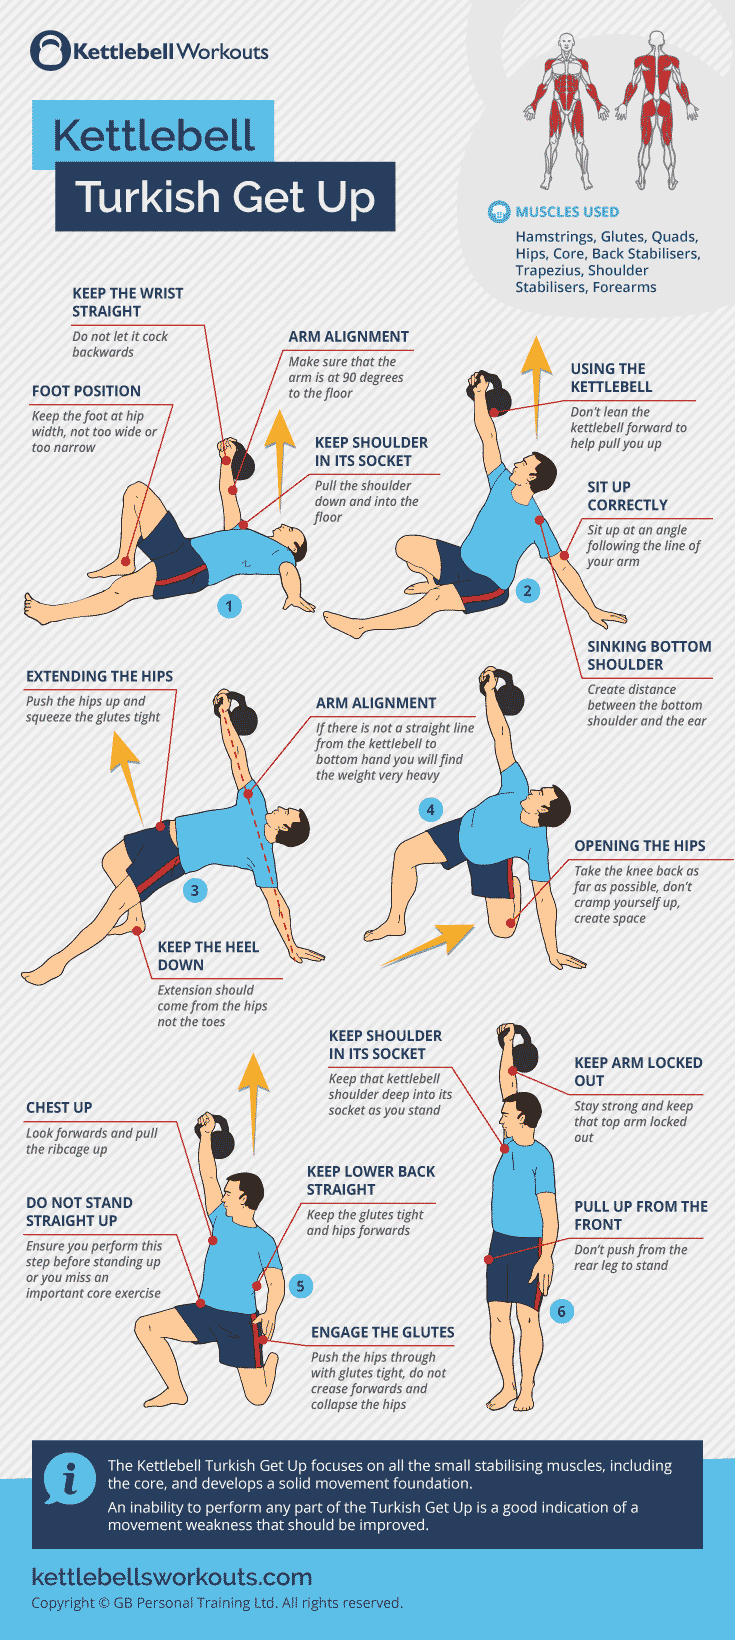 Kettlebell Workouts
Kettlebell
Turkish Get Up
MUSCLES USED
Hamstrings, Glutes, Quads,
Hips, Core, Back Stabilisers,
Trapezius, Shoulder
Stabilisers, Forearms
KEEP THE WRIST
STRAIGHT
Do not let it cock
backwards
ARM ALIGNMENT
Make sure that the
arm is at 90 degrees
to the floor
FOOT POSITION
Keep the foot at hip
width, not too wide or
too narrow
KEEP SHOULDER
IN ITS SOCKET
Pull the shoulder
down and into the
floor
1
USING THE
KETTLEBELL
Don't lean the
kettlebell forward to
help pull you up
SIT UP
CORRECTLY
Sit up at an angle
following the line of
your arm
2
SINKING BOTTOM
SHOULDER
Create distance
between the bottom
shoulder and the ear
EXTENDING THE HIPS
Push the hips up and
squeeze the glutes tight
ARM ALIGNMENT
If there is not a straight line
from the kettlebell to
bottom hand you will find
the weight very heavy
3
KEEP THE HEEL
DOWN
Extension should
come from the hips
not the toes
4
OPENING THE HIPS
Take the knee back as
far as possible, don't
cramp yourself up,
create space
CHEST UP
Look forwards and pull
the ribcage up
DO NOT STAND
STRAIGHT UP
Ensure you perform this
step before standing up
or you miss an
important core exercise
KEEP LOWER BACK
STRAIGHT
Keep the glutes tight
and hips forwards
5
ENGAGE THE GLUTES
Push the hips through
with glutes tight, do not
crease forwards and
collapse the hips
KEEP SHOULDER
IN ITS SOCKET
Keep that kettlebell
shoulder deep into its
socket as you stand
KEEP ARM LOCKED
OUT
Stay strong and keep
that top arm locked
out
PULL UP FROM THE
FRONT
Don't push from the
rear leg to stand
6
i
The Kettlebell Turkish Get Up focuses on all the small stabilising muscles, including
the core, and develops a solid movement foundation.
An inability to perform any part of the Turkish Get Up is a good indication of a
movement weakness that should be improved.
kettlebellsworkouts.com
Copyright © GB Personal Training Ltd. All rights reserved.